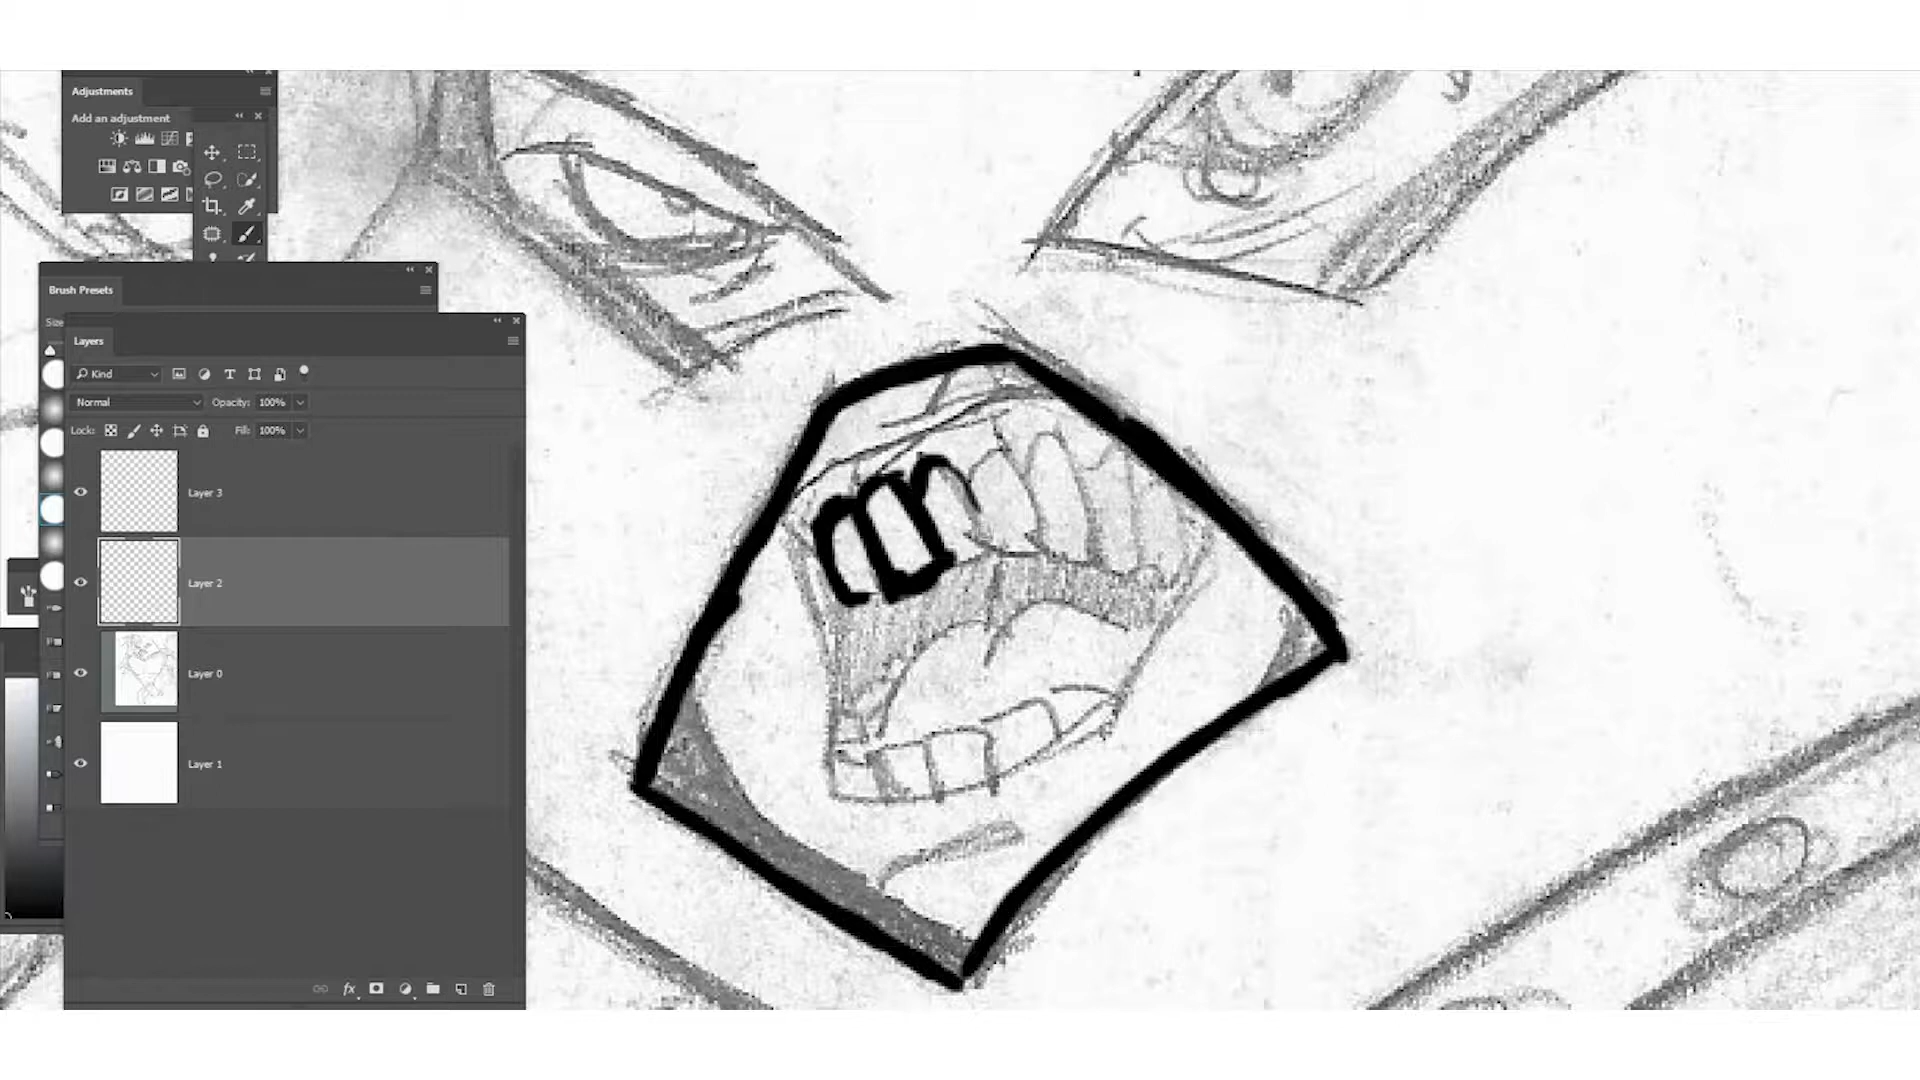 Adjustments
Add an adjustment
Brush Presets
Size
Layers
Kind
Normal
Opacity: 100%
Lock:
Fill: 100%
Layer 3
Layer 2
Layer 0
Layer 1
fx